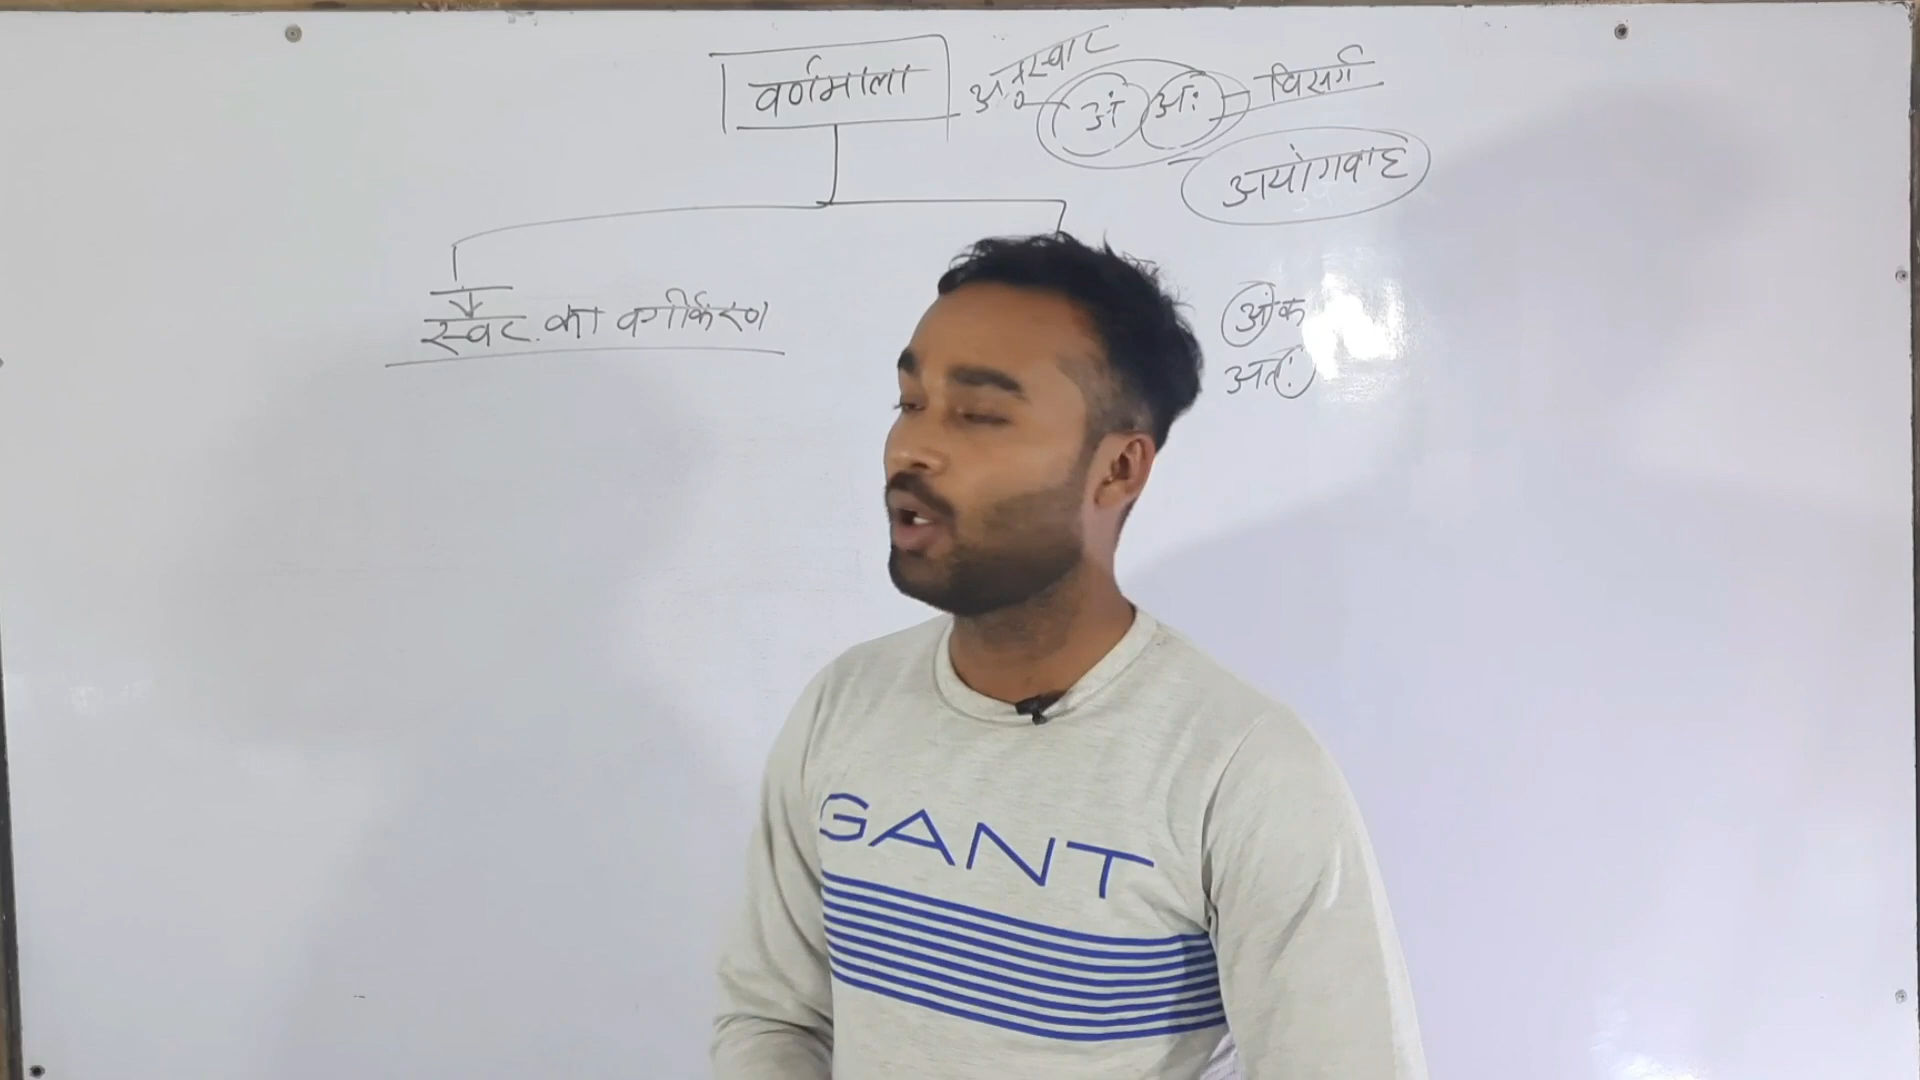 वर्णमाला
अनुस्वार
अं अः
विसर्ग
अयोगवाह
स्वर का वर्गीकरण
अंक
अतः
GANT